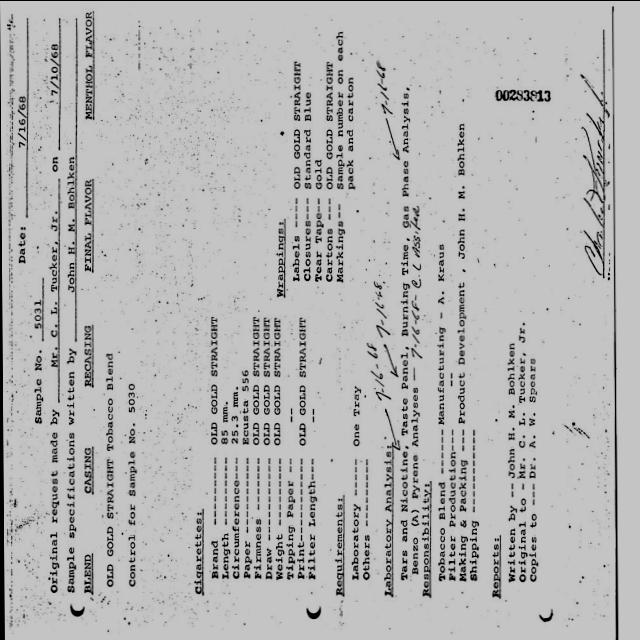 Date: 7/16/68
Sample No. 5031
Original request made by Mr. C. L. Tucker, Jr. on 7/10/68
Sample specifications written by John H. M. Bohlken
BLEND CASING RECASING FINAL FLAVOR MENTHOL FLAVOR
OLD GOLD STRAIGHT Tobacco Blend
Control for Sample No. 5030
Cigarettes:
Brand ---------- OLD GOLD STRAIGHT
Length --------- 85 mm.
Circumference--- 25.3 mm.
Paper ---------- Ecusta 556
Firmness ------- OLD GOLD STRAIGHT
Draw ----------- OLD GOLD STRAIGHT
Weight --------- OLD GOLD STRAIGHT
Tipping Paper -- --
Print----------- OLD GOLD STRAIGHT
Filter Length--- --
Wrappings:
Labels ---- OLD GOLD STRAIGHT
Closures--- Standard Blue
Tear Tape-- Gold
Cartons --- OLD GOLD STRAIGHT
Markings--- Sample number on each
pack and carton
Requirements:
Laboratory ----- One Tray
Others ----------
Laboratory Analysis: 7-16-68 7-16-68 7-18-68
Tars and Nicotine, Taste Panel, Burning Time, Gas Phase Analysis,
Benzo (A) Pyrene Analyses — 7-16-68 - C. L.
Responsibility:
Tobacco Blend ------ Manufacturing - A. Kraus
Filter Production--- --
Making & Packing --- Product Development , John H. M. Bohlken
Shipping -----------
Reports:
Written by -- John H. M. Bohlken
Original to - Mr. C. L. Tucker, Jr.
Copies to --- Dr. A. W. Spears
00283813